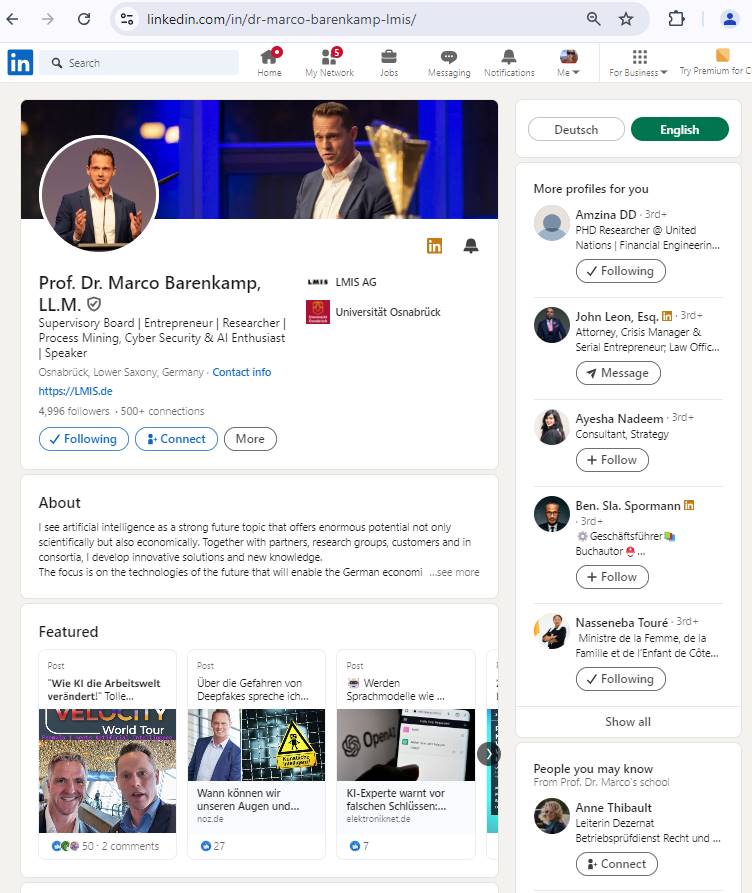 linkedin.com/in/dr-marco-barenkamp-lmis/
in
Search
Home
5
My Network
Jobs
Messaging
Notifications
Me
For Business
Try Premium for C
Deutsch
English
More profiles for you
Amzina DD · 3rd+
PHD Researcher @ United
Nations | Financial Engineerin...
Following
John Leon, Esq. in · 3rd+
Attorney, Crisis Manager &
Serial Entrepreneur; Law Offic...
Message
Ayesha Nadeem · 3rd+
Consultant, Strategy
Follow
Ben. Sla. Spormann in
· 3rd+
Geschäftsführer
Buchautor ...
Follow
Nasseneba Touré · 3rd+
Ministre de la Femme, de la
Famille et de l'Enfant de Côte...
Following
Show all
People you may know
From Prof. Dr. Marco's school
Anne Thibault
Leiterin Dezernat
Betriebsprüfdienst Recht und ...
Connect
in
Prof. Dr. Marco Barenkamp,
LL.M.
Supervisory Board | Entrepreneur | Researcher |
Process Mining, Cyber Security & AI Enthusiast
| Speaker
Osnabrück, Lower Saxony, Germany · Contact info
https://LMIS.de
4,996 followers · 500+ connections
Following
Connect
More
LMIS
LMIS AG
Universität Osnabrück
About
I see artificial intelligence as a strong future topic that offers enormous potential not only
scientifically but also economically. Together with partners, research groups, customers and in
consortia, I develop innovative solutions and new knowledge.
The focus is on the technologies of the future that will enable the German economi ...see more
Featured
Post
"Wie KI die Arbeitswelt
verändert!" Tolle...
VELOCITY
World Tour
50 · 2 comments
Post
Über die Gefahren von
Deepfakes spreche ich...
Künstliche
Intelligenz
Wann können wir
unseren Augen und...
noz.de
27
Post
Werden
Sprachmodelle wie ...
OpenAI
KI-Experte warnt vor
falschen Schlüssen:...
elektroniknet.de
7